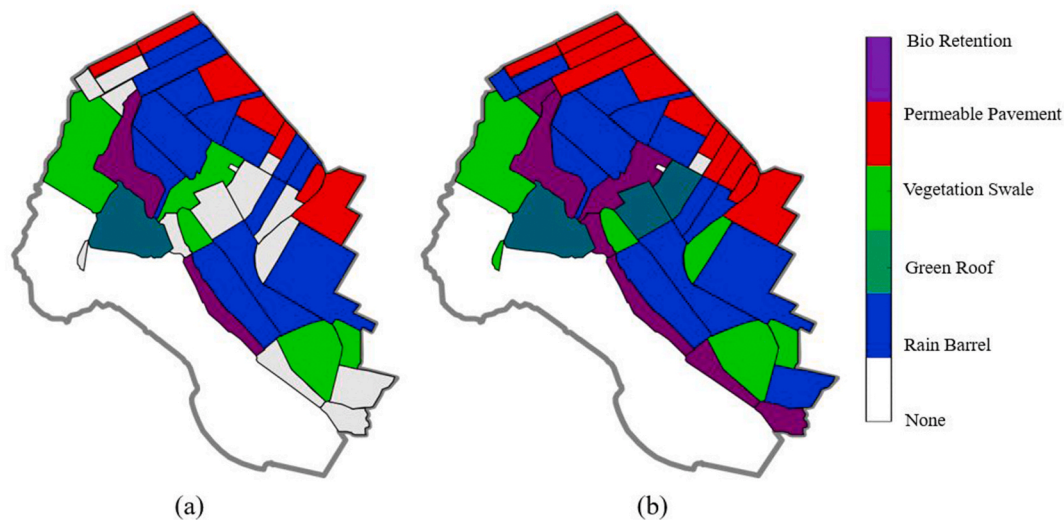 Bio Retention
Permeable Pavement
Vegetation Swale
Green Roof
Rain Barrel
None
(a)
(b)